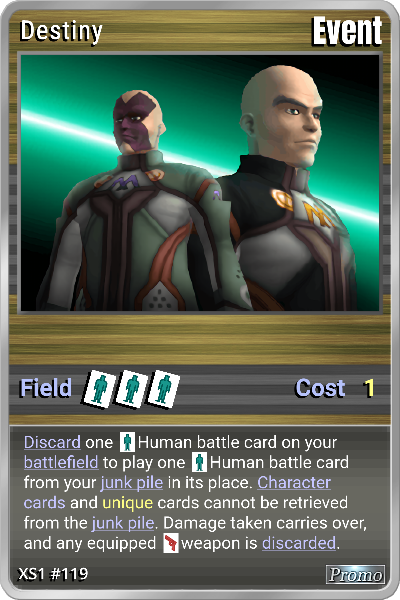 Destiny
Event
Field
Cost 1
Discard one Human battle card on your
battlefield to play one Human battle card
from your junk pile in its place. Character
cards and unique cards cannot be retrieved
from the junk pile. Damage taken carries over,
and any equipped weapon is discarded.
XS1 #119
Promo